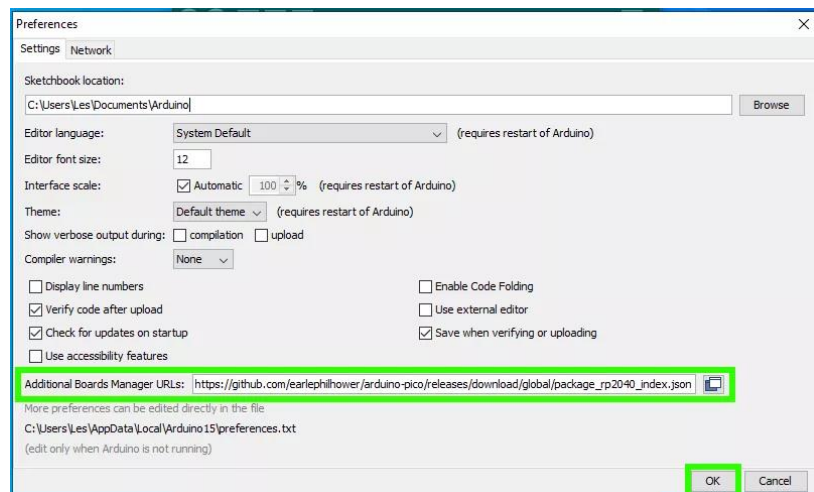 Preferences
Settings Network
Sketchbook location:
C:\Users\Les\Documents\Arduino Browse
Editor language: System Default (requires restart of Arduino)
Editor font size: 12
Interface scale: Automatic 100 % (requires restart of Arduino)
Theme: Default theme (requires restart of Arduino)
Show verbose output during: compilation upload
Compiler warnings: None
Display line numbers Enable Code Folding
Verify code after upload Use external editor
Check for updates on startup Save when verifying or uploading
Use accessibility features
Additional Boards Manager URLs: https://github.com/earlephilhower/arduino-pico/releases/download/global/package_rp2040_index.json
More preferences can be edited directly in the file
C:\Users\Les\AppData\Local\Arduino15\preferences.txt
(edit only when Arduino is not running)
OK Cancel